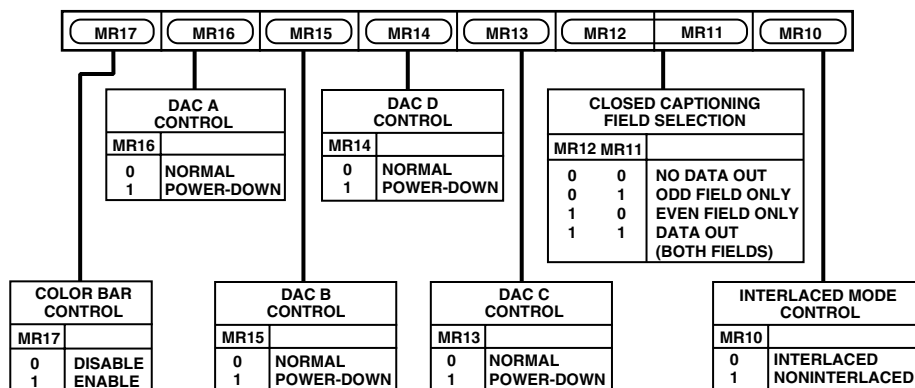 MR17 MR16 MR15 MR14 MR13 MR12 MR11 MR10
DAC A
CONTROL
MR16
0 NORMAL
1 POWER-DOWN
DAC D
CONTROL
MR14
0 NORMAL
1 POWER-DOWN
CLOSED CAPTIONING
FIELD SELECTION
MR12 MR11
0 0 NO DATA OUT
0 1 ODD FIELD ONLY
1 0 EVEN FIELD ONLY
1 1 DATA OUT
(BOTH FIELDS)
COLOR BAR
CONTROL
MR17
0 DISABLE
1 ENABLE
DAC B
CONTROL
MR15
0 NORMAL
1 POWER-DOWN
DAC C
CONTROL
MR13
0 NORMAL
1 POWER-DOWN
INTERLACED MODE
CONTROL
MR10
0 INTERLACED
1 NONINTERLACED